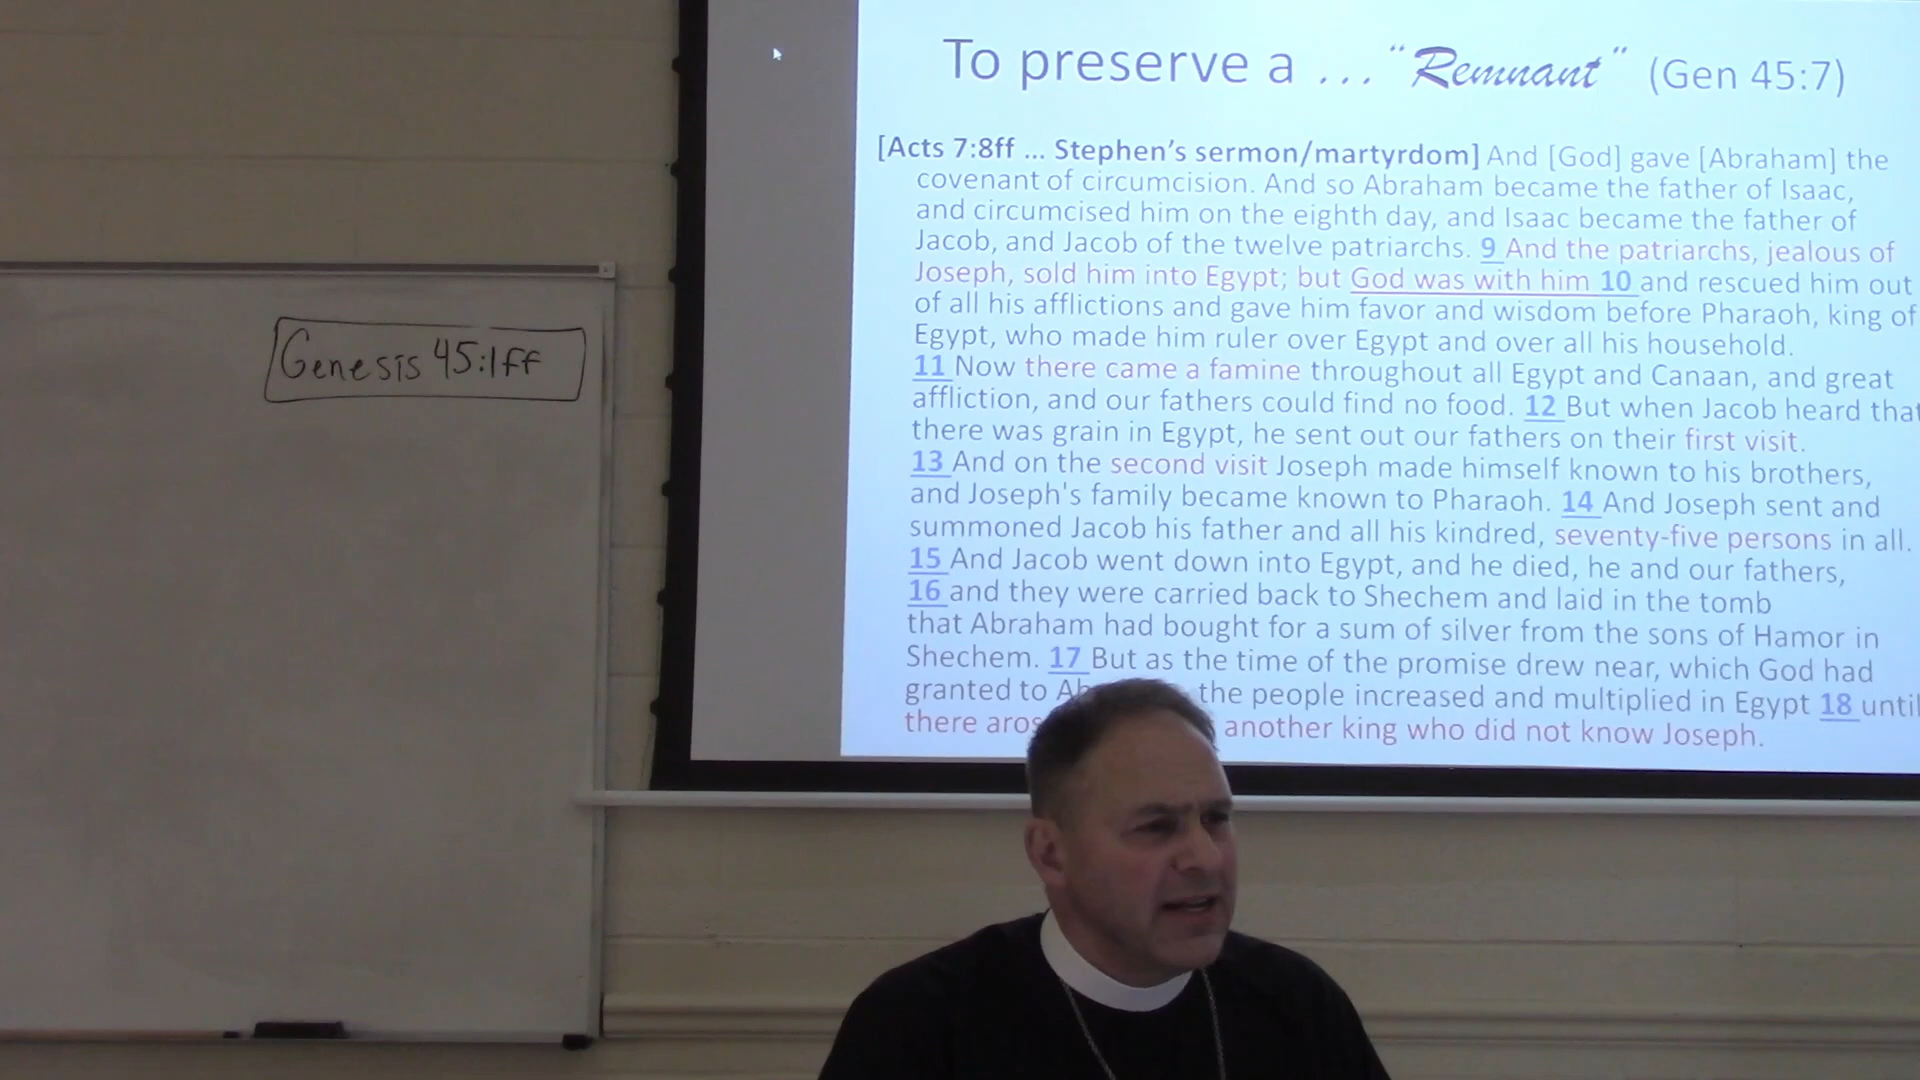 To preserve a ... "Remnant" (Gen 45:7)
[Acts 7:8ff ... Stephen's sermon/martyrdom] And [God] gave [Abraham] the
covenant of circumcision. And so Abraham became the father of Isaac,
and circumcised him on the eighth day, and Isaac became the father of
Jacob, and Jacob of the twelve patriarchs. 9 And the patriarchs, jealous of
Joseph, sold him into Egypt; but God was with him 10 and rescued him out
of all his afflictions and gave him favor and wisdom before Pharaoh, king of
Egypt, who made him ruler over Egypt and over all his household.
11 Now there came a famine throughout all Egypt and Canaan, and great
affliction, and our fathers could find no food. 12 But when Jacob heard that
there was grain in Egypt, he sent out our fathers on their first visit.
13 And on the second visit Joseph made himself known to his brothers,
and Joseph's family became known to Pharaoh. 14 And Joseph sent and
summoned Jacob his father and all his kindred, seventy-five persons in all.
15 And Jacob went down into Egypt, and he died, he and our fathers,
16 and they were carried back to Shechem and laid in the tomb
that Abraham had bought for a sum of silver from the sons of Hamor in
Shechem. 17 But as the time of the promise drew near, which God had
granted to the people increased and multiplied in Egypt 18 until
there another king who did not know Joseph.
Genesis 45:1ff